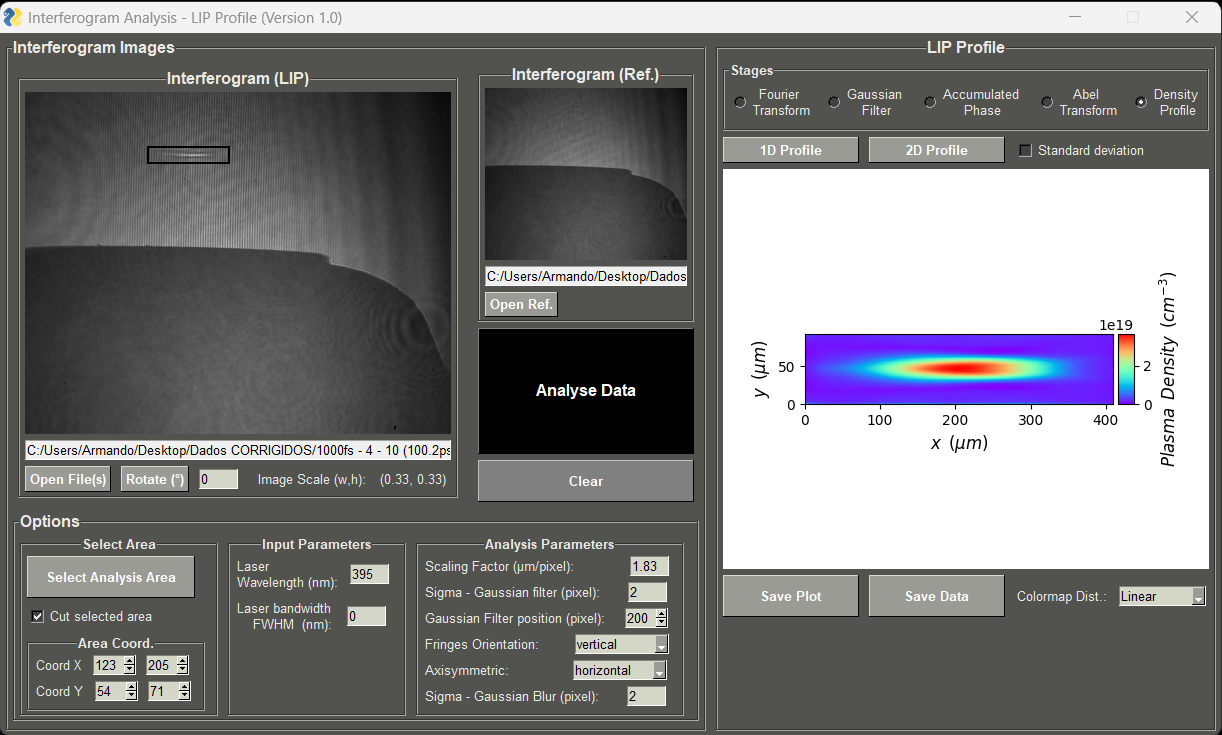 Interferogram Analysis - LIP Profile (Version 1.0)
Interferogram Images
Interferogram (LIP)
C:/Users/Armando/Desktop/Dados CORRIGIDOS/1000fs - 4 - 10 (100.2ps
Open File(s)
Rotate (°)
0
Image Scale (w,h):
(0.33, 0.33)
Interferogram (Ref.)
C:/Users/Armando/Desktop/Dados
Open Ref.
Analyse Data
Clear
Options
Select Area
Select Analysis Area
Cut selected area
Area Coord.
Coord X 123 205
Coord Y 54 71
Input Parameters
Laser
Wavelength (nm): 395
Laser bandwidth
FWHM (nm): 0
Analysis Parameters
Scaling Factor (µm/pixel): 1.83
Sigma - Gaussian filter (pixel): 2
Gaussian Filter position (pixel): 200
Fringes Orientation: vertical
Axisymmetric: horizontal
Sigma - Gaussian Blur (pixel): 2
LIP Profile
Stages
Fourier
Transform
Gaussian
Filter
Accumulated
Phase
Abel
Transform
Density
Profile
1D Profile
2D Profile
Standard deviation
1e19
y (µm)
50
0
0 100 200 300 400
x (µm)
2
0
Plasma Density (cm⁻³)
Save Plot
Save Data
Colormap Dist.: Linear